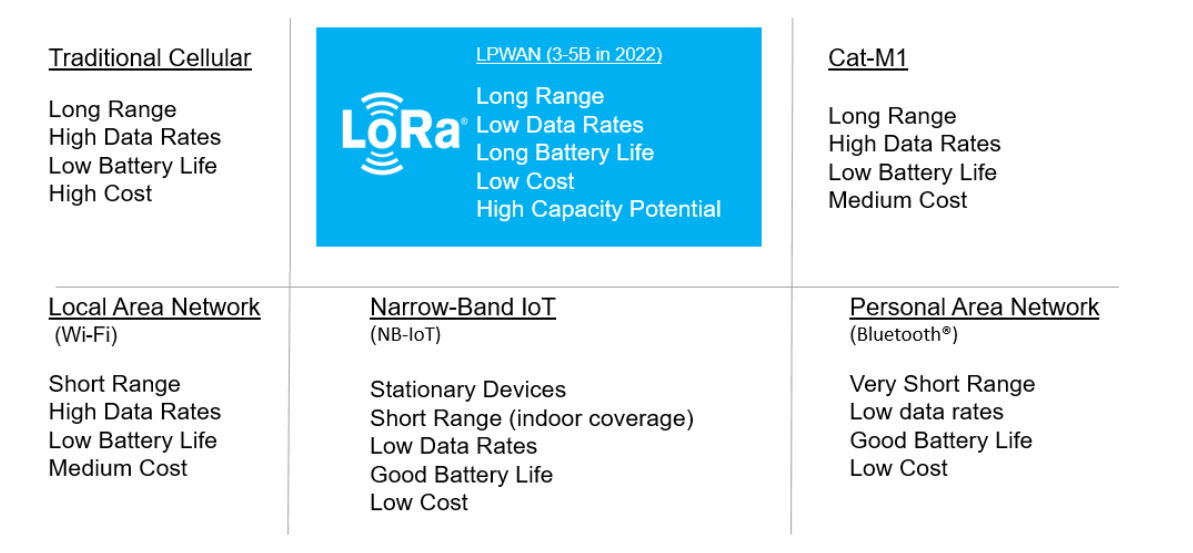 Traditional Cellular
Long Range
High Data Rates
Low Battery Life
High Cost
LoRa®
LPWAN (3-5B in 2022)
Long Range
Low Data Rates
Long Battery Life
Low Cost
High Capacity Potential
Cat-M1
Long Range
High Data Rates
Low Battery Life
Medium Cost
Local Area Network
(Wi-Fi)
Short Range
High Data Rates
Low Battery Life
Medium Cost
Narrow-Band IoT
(NB-IoT)
Stationary Devices
Short Range (indoor coverage)
Low Data Rates
Good Battery Life
Low Cost
Personal Area Network
(Bluetooth®)
Very Short Range
Low data rates
Good Battery Life
Low Cost